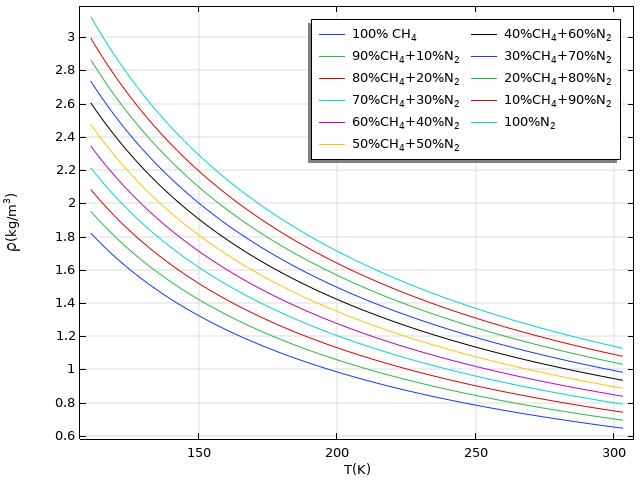 3
2.8
2.6
2.4
2.2
2
1.8
1.6
1.4
1.2
1
0.8
0.6
ρ(kg/m³)
150
200
250
300
T(K)
100% CH₄
90%CH₄+10%N₂
80%CH₄+20%N₂
70%CH₄+30%N₂
60%CH₄+40%N₂
50%CH₄+50%N₂
40%CH₄+60%N₂
30%CH₄+70%N₂
20%CH₄+80%N₂
10%CH₄+90%N₂
100%N₂